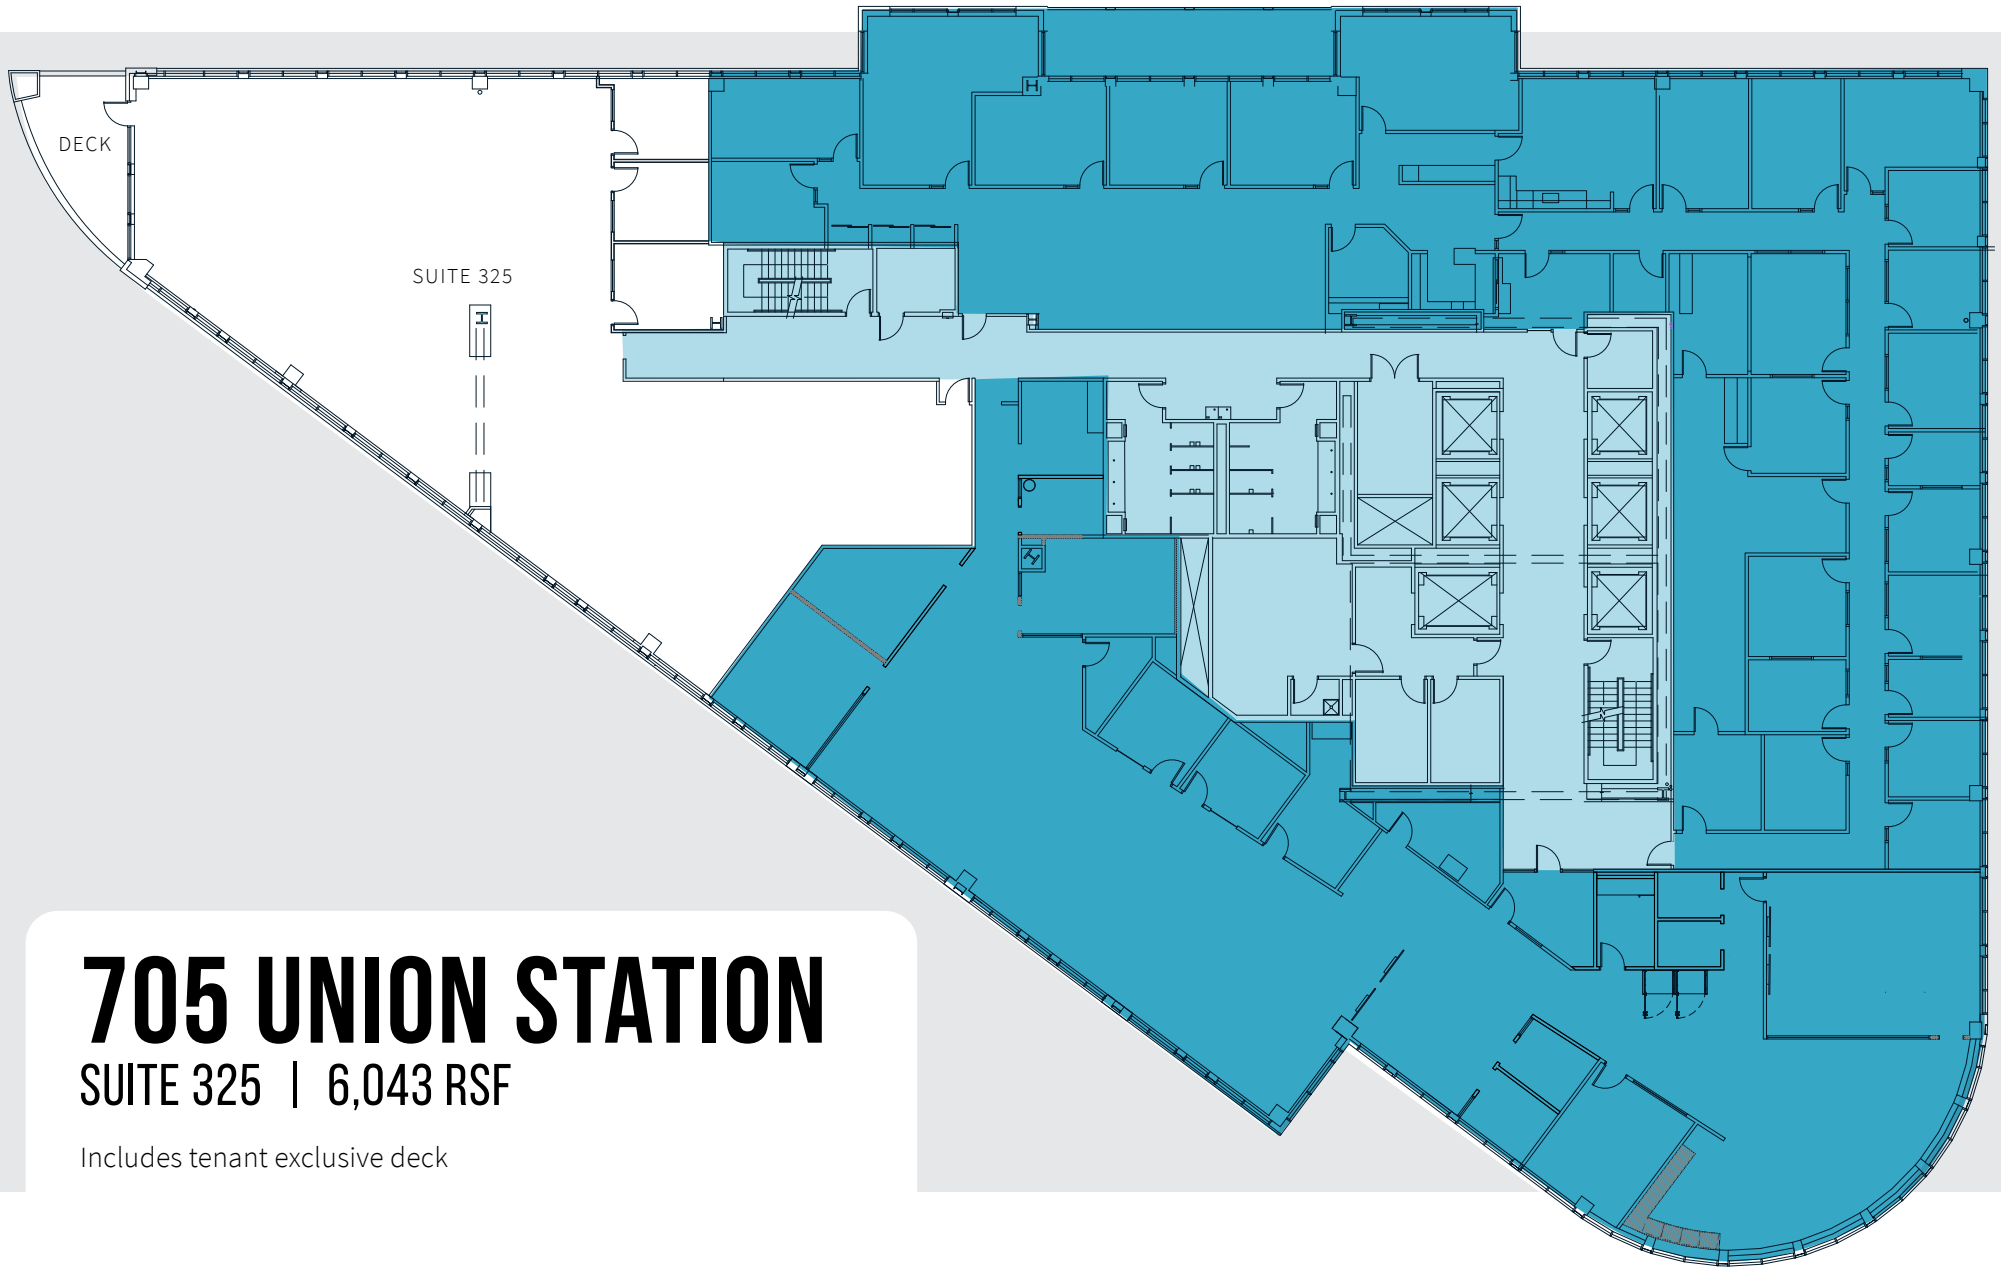 DECK
SUITE 325
705 UNION STATION
SUITE 325 | 6,043 RSF
Includes tenant exclusive deck